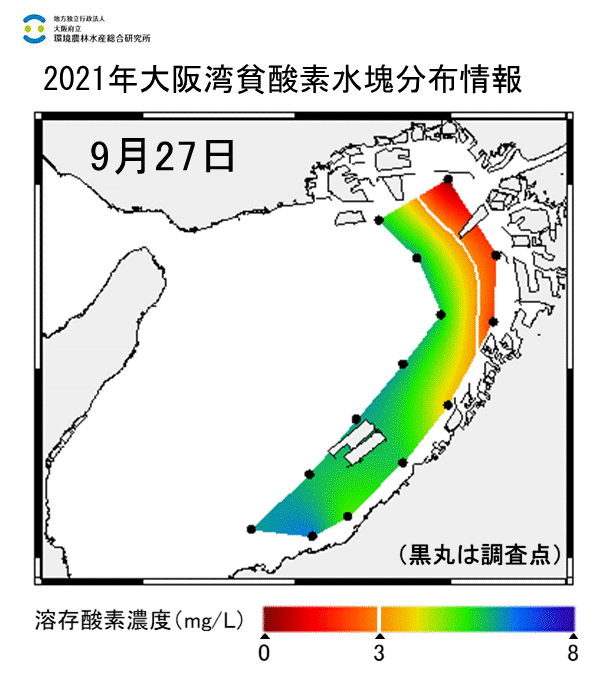 地方独立行政法人
大阪府立
環境農林水産総合研究所
2021年大阪湾貧酸素水塊分布情報
9月27日
(黒丸は調査点)
溶存酸素濃度(mg/L)
0 3 8